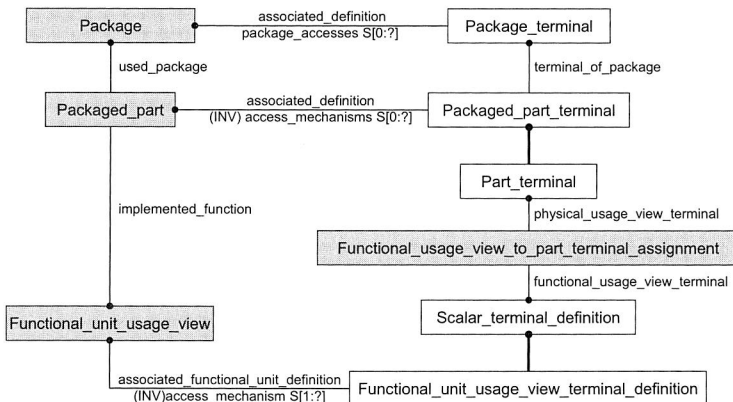 Package
associated_definition
package_accesses S[0:?]
Package_terminal
used_package
terminal_of_package
Packaged_part
associated_definition
(INV) access_mechanisms S[0:?]
Packaged_part_terminal
Part_terminal
implemented_function
physical_usage_view_terminal
Functional_usage_view_to_part_terminal_assignment
functional_usage_view_terminal
Functional_unit_usage_view
Scalar_terminal_definition
associated_functional_unit_definition
(INV)access_mechanism S[1:?]
Functional_unit_usage_view_terminal_definition